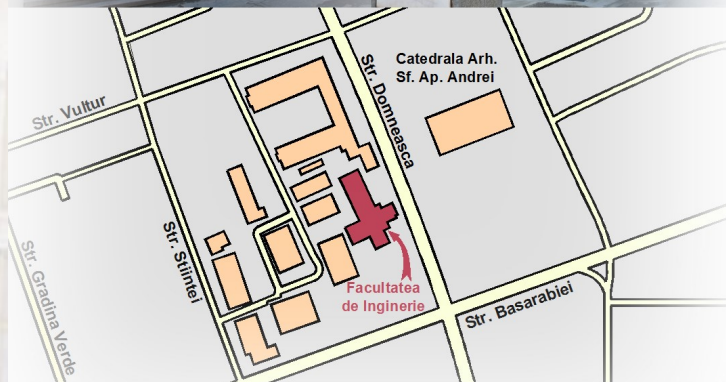 Catedrala Arh.
Sf. Ap. Andrei
Str. Domneasca
Str. Vultur
Str. Stiintei
Str. Gradina Verde
Facultatea
de Inginerie
Str. Basarabiei